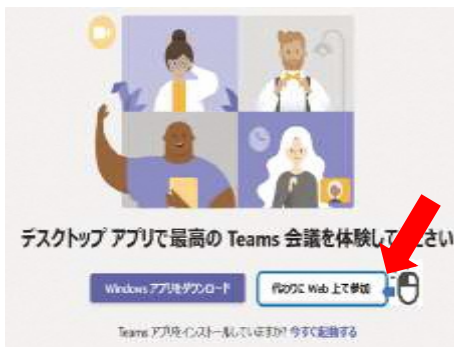 デスクトップ アプリで最高の Teams 会議を体験して さい
Windows アプリをダウンロード
代わりに Web 上で参加
Teams アプリをインストールしていますか? 今すぐ起動する